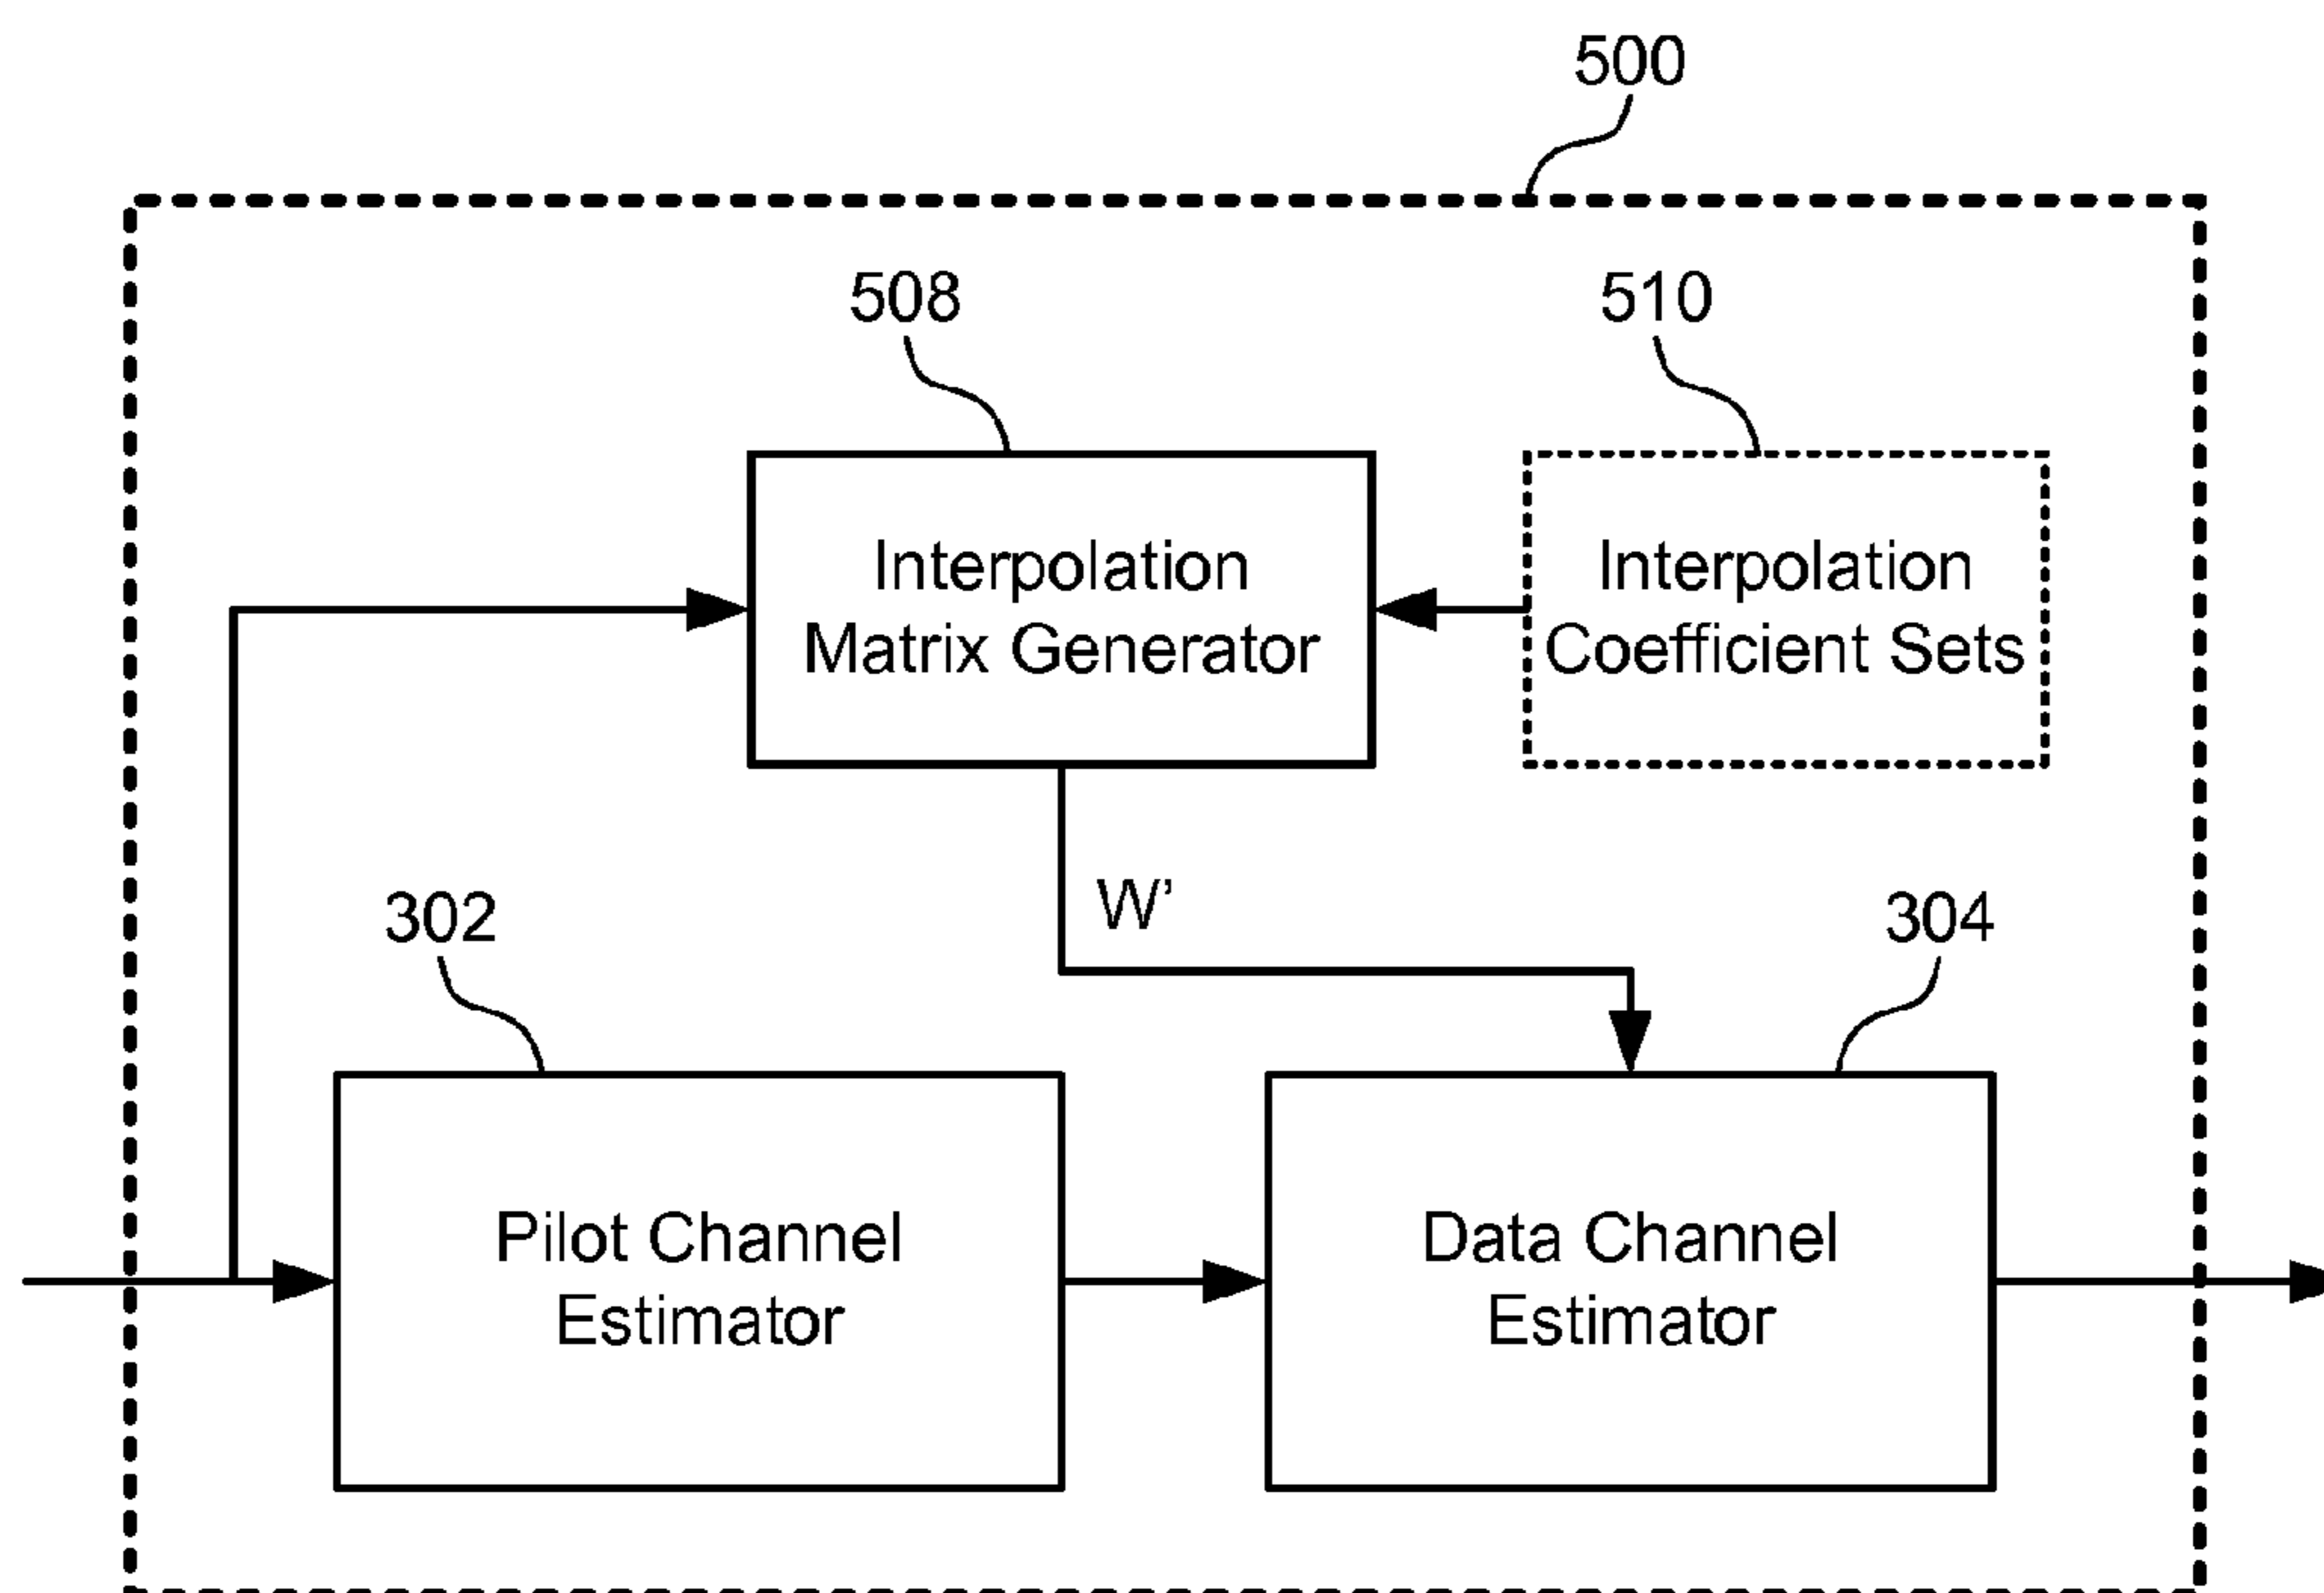 500
508
510
Interpolation
Matrix Generator
Interpolation
Coefficient Sets
W’
302
304
Pilot Channel
Estimator
Data Channel
Estimator